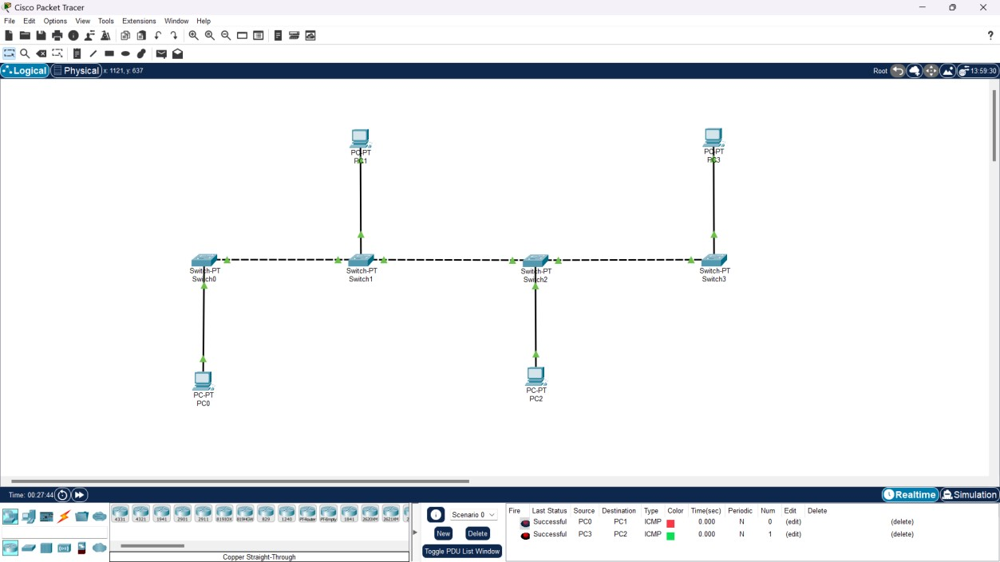 Cisco Packet Tracer
File Edit Options View Tools Extensions Window Help
?
Logical Physical x: 1121, y: 637 Root 13:59:30
PC-PT
PC1
PC-PT
PC3
Switch-PT
Switch0
Switch-PT
Switch1
Switch-PT
Switch2
Switch-PT
Switch3
PC-PT
PC0
PC-PT
PC2
Time: 00:27:44 Realtime Simulation
4331 4321 1941 2901 2911 819IOX 819HGW 829 1240 PT-Router PT-Empty 1841 2620XM 2621XM 2
Copper Straight-Through
Scenario 0
New Delete
Toggle PDU List Window
Fire Last Status Source Destination Type Color Time(sec) Periodic Num Edit Delete
Successful PC0 PC1 ICMP 0.000 N 0 (edit) (delete)
Successful PC3 PC2 ICMP 0.000 N 1 (edit) (delete)